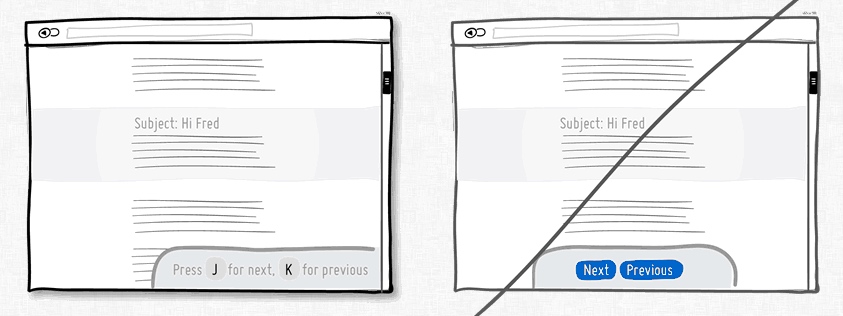 Subject: Hi Fred
Press J for next, K for previous
Subject: Hi Fred
Next Previous